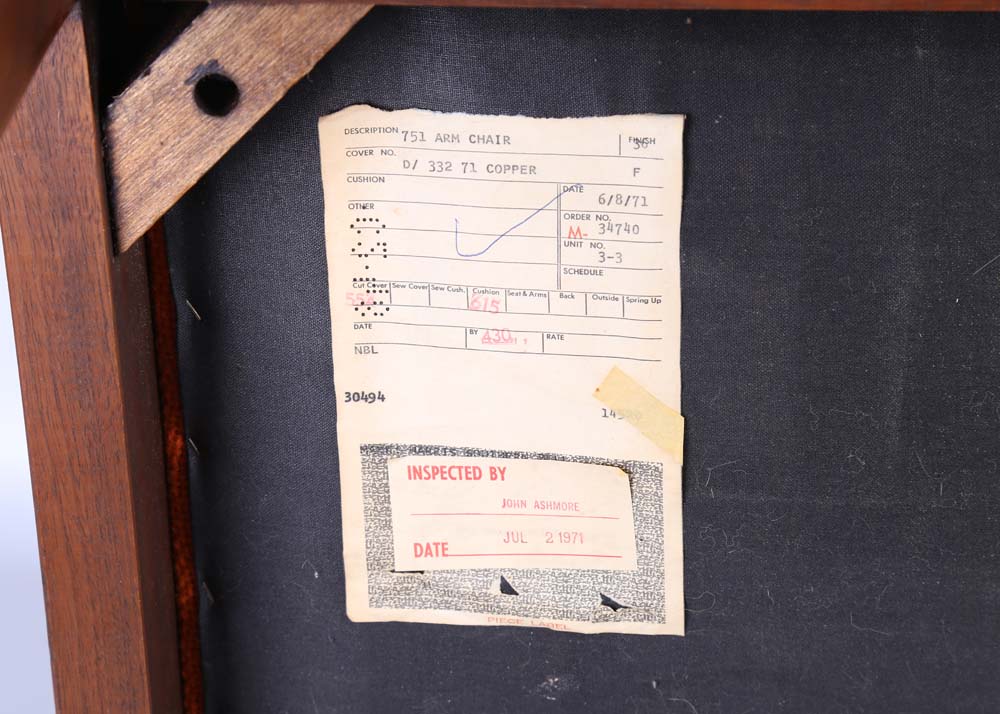 DESCRIPTION 751 ARM CHAIR FINISH
COVER NO. D/ 332 71 COPPER F
CUSHION
DATE 6/8/71
OTHER
ORDER NO. M- 34740
UNIT NO. 3-3
SCHEDULE
Cut Cover Sew Cover Sew Cush. Cushion Seat & Arms Back Outside Spring Up
615
DATE BY 430 RATE
NBL
30494
INSPECTED BY
JOHN ASHMORE
JUL 2 1971
DATE
PIECE LABEL